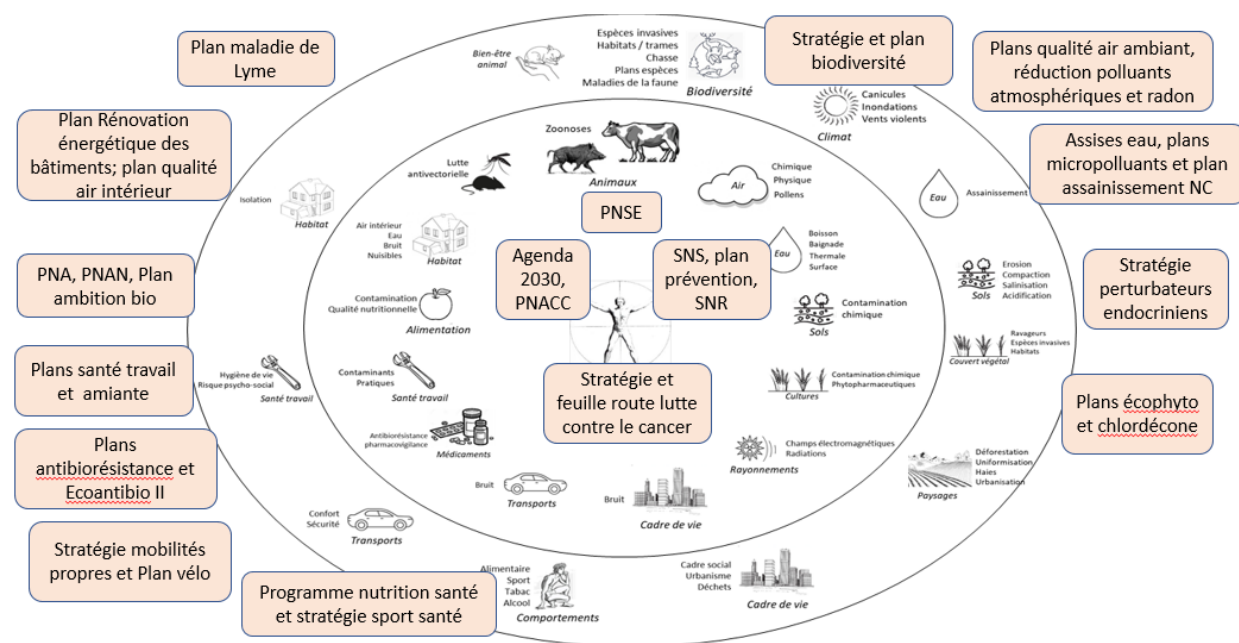 Plan maladie de
Lyme
Bien-être
animal
Espèces invasives
Habitats / trames
Chasse
Plans espèces
Maladies de la faune
Biodiversité
Stratégie et plan
biodiversité
Plans qualité air ambiant,
réduction polluants
atmosphériques et radon
Canicules
Inondations
Vents violents
Climat
Plan Rénovation
énergétique des
bâtiments; plan qualité
air intérieur
Zoonoses
Animaux
Lutte
antivectorielle
Air
Chimique
Physique
Pollens
Assises eau, plans
micropolluants et plan
assainissement NC
Eau
Assainissement
Isolation
Habitat
PNSE
Air intérieur
Eau
Bruit
Nuisibles
Habitat
Agenda
2030,
PNACC
SNS, plan
prévention,
SNR
Eau
Boisson
Baignade
Thermale
Surface
PNA, PNAN, Plan
ambition bio
Contamination
Qualité nutritionnelle
Alimentation
Contamination
chimique
Sols
Erosion
Compaction
Salinisation
Acidification
Sols
Stratégie
perturbateurs
endocriniens
Ravageurs
Espèces invasives
Habitats
Couvert végétal
Plans santé travail
et amiante
Hygiène de vie
Risque psycho-social
Santé travail
Contaminants
Pratiques
Santé travail
Stratégie et
feuille route lutte
contre le cancer
Contamination chimique
Phytopharmaceutiques
Cultures
Plans écophyto
et chlordécone
Plans
antibiorésistance et
Ecoantibio II
Antibiorésistance
pharmacovigilance
Médicaments
Champs électromagnétiques
Radiations
Rayonnements
Déforestation
Uniformisation
Haies
Urbanisation
Paysages
Bruit
Transports
Bruit
Cadre de vie
Confort
Sécurité
Transports
Stratégie mobilités
propres et Plan vélo
Programme nutrition santé
et stratégie sport santé
Alimentaire
Sport
Tabac
Alcool
Comportements
Cadre social
Urbanisme
Déchets
Cadre de vie